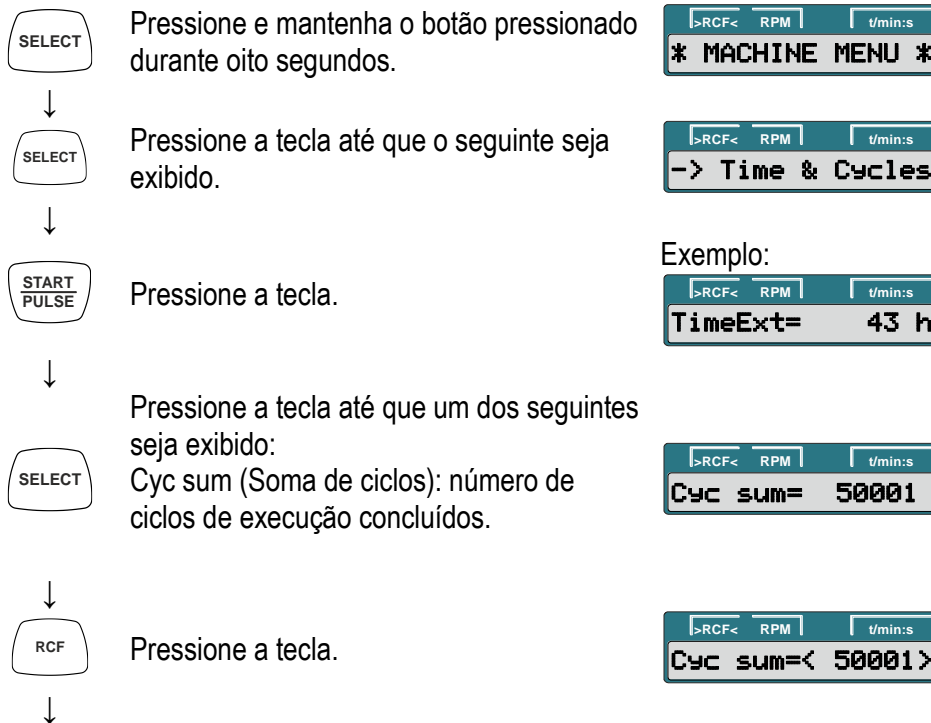 SELECT
Pressione e mantenha o botão pressionado
durante oito segundos.
>RCF< RPM t/min:s
* MACHINE MENU *
↓
SELECT
Pressione a tecla até que o seguinte seja
exibido.
>RCF< RPM t/min:s
-> Time & Cycles
↓
START
PULSE
Pressione a tecla.
Exemplo:
>RCF< RPM t/min:s
TimeExt= 43 h
↓
SELECT
Pressione a tecla até que um dos seguintes
seja exibido:
Cyc sum (Soma de ciclos): número de
ciclos de execução concluídos.
>RCF< RPM t/min:s
Cyc sum= 50001
↓
RCF
Pressione a tecla.
>RCF< RPM t/min:s
Cyc sum=< 50001>
↓